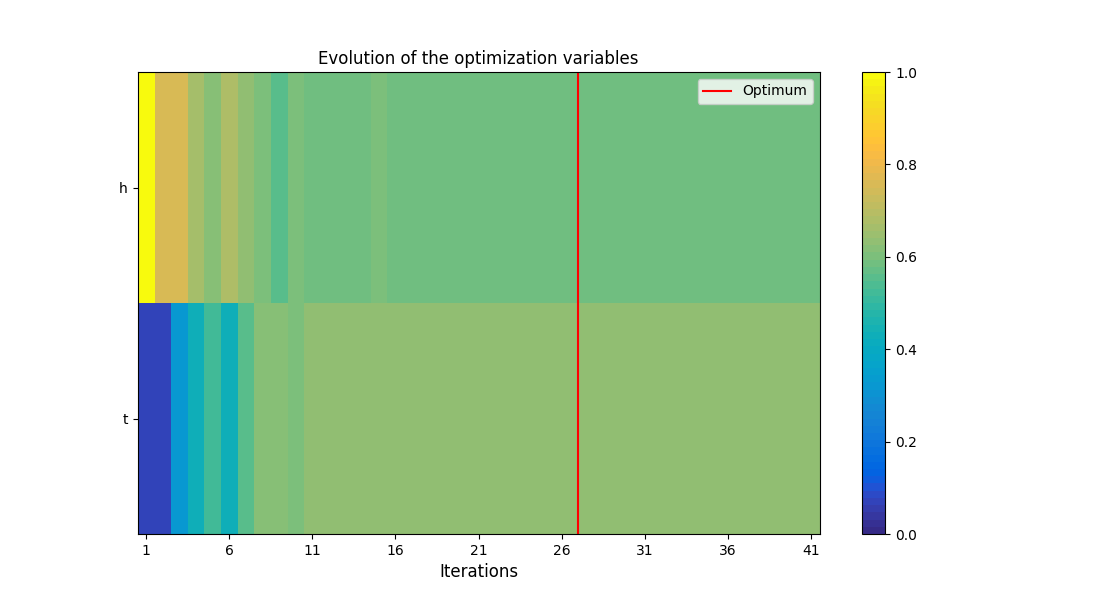 Evolution of the optimization variables
Optimum
h
t
1 6 11 16 21 26 31 36 41
Iterations
1.0
0.8
0.6
0.4
0.2
0.0